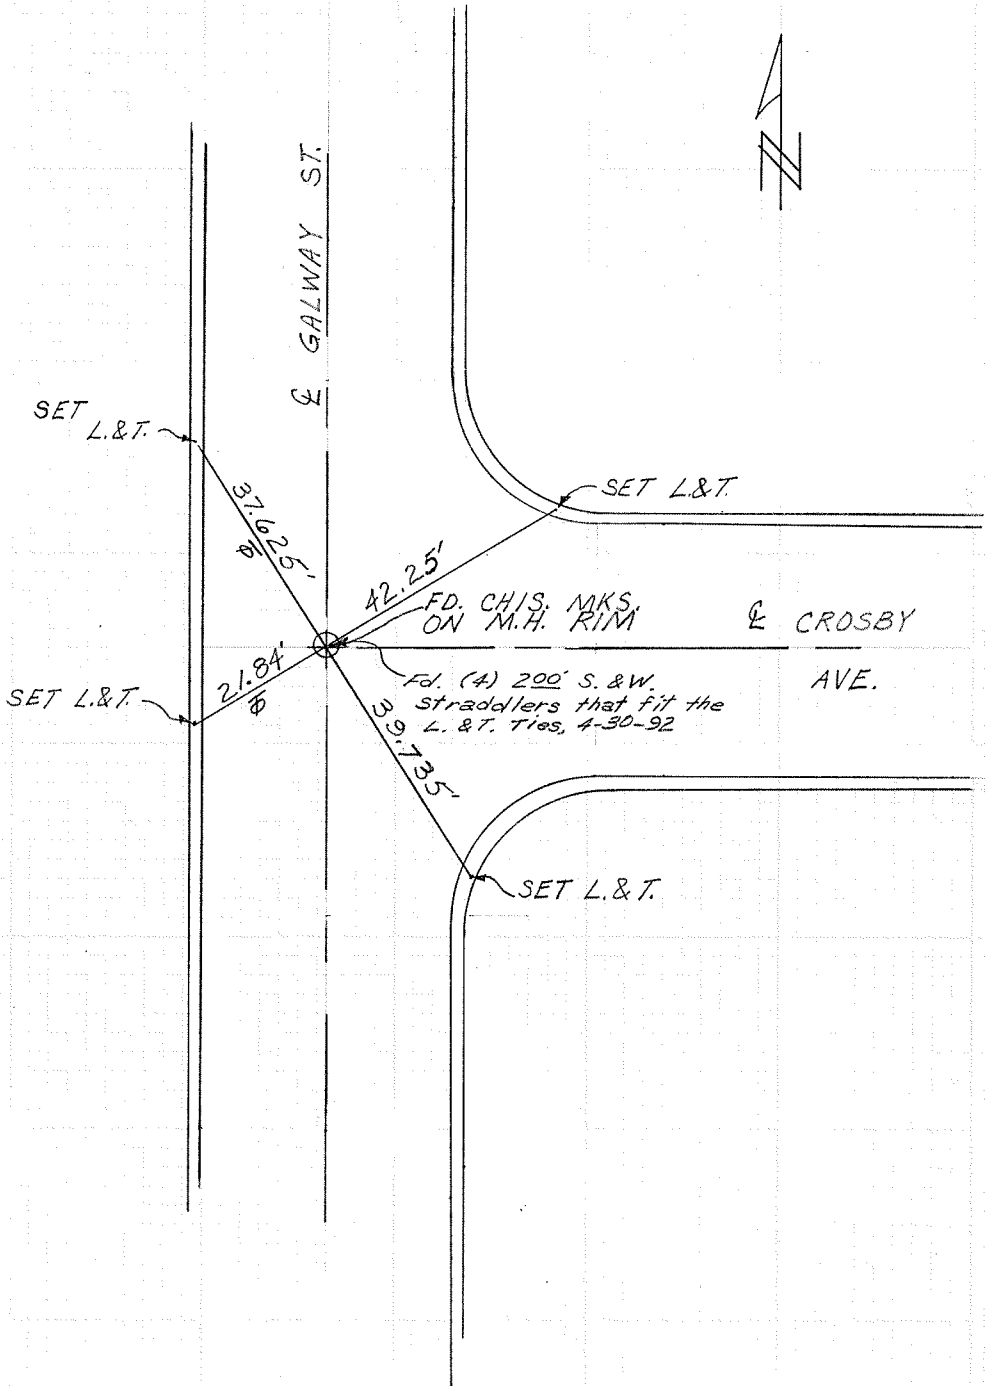 N
℄ GALWAY ST.
SET
L.&T.
SET L.&T.
37.625'
42.25'
FD. CHIS. MKS.
ON M.H. RIM
℄ CROSBY
AVE.
21.84'
SET L.&T.
Fd. (4) 200' S.&W.
straddlers that fit the
L. &T. Ties, 4-30-92
39.735'
SET L.&T.